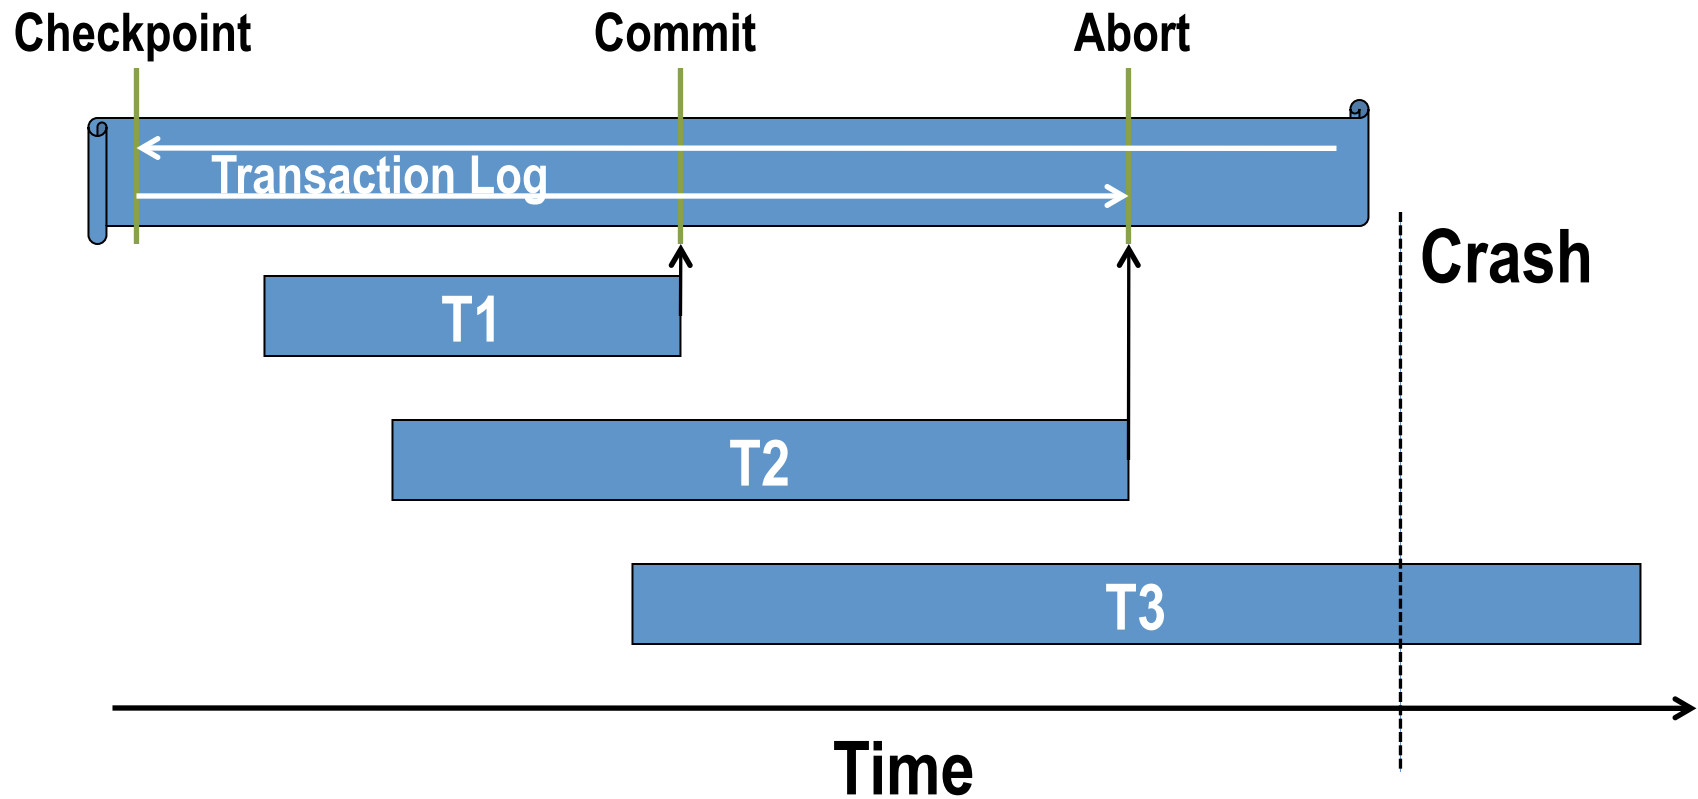 Checkpoint Commit Abort
Transaction Log
Crash
T1
T2
T3
Time